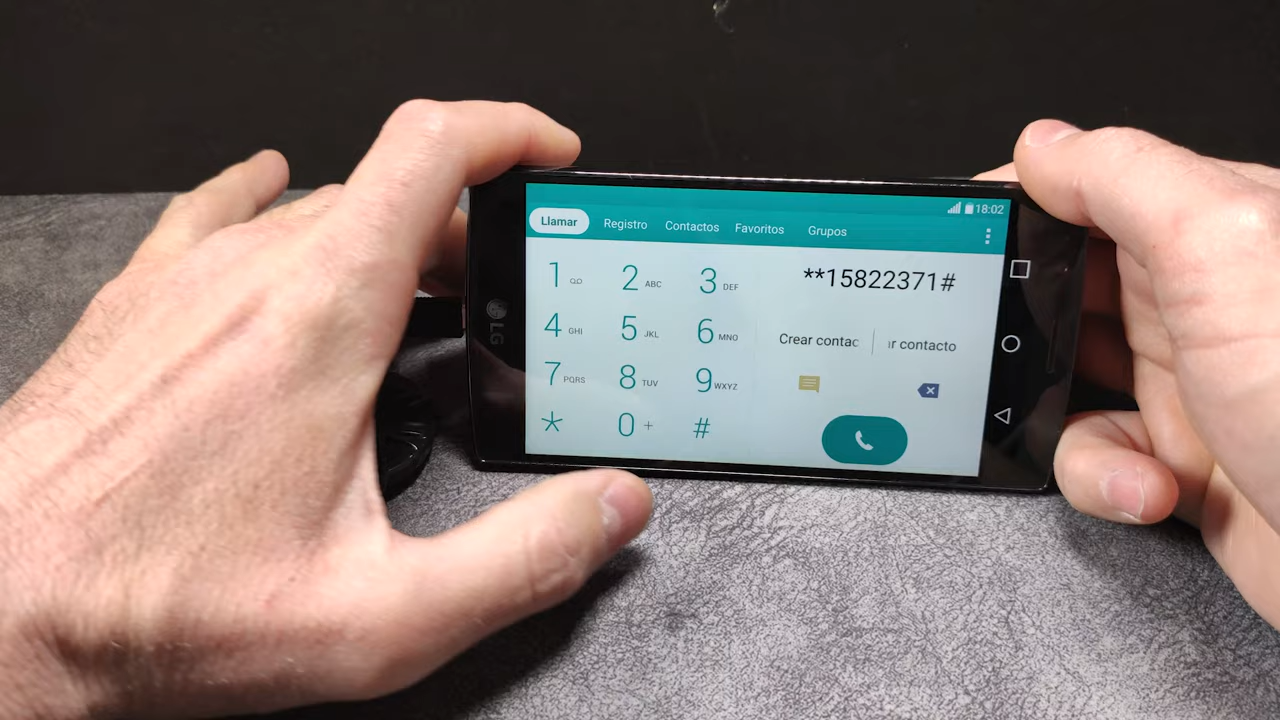 18:02
Llamar Registro Contactos Favoritos Grupos
**15822371#
1 2 ABC 3 DEF
4 GHI 5 JKL 6 MNO
Crear contac ır contacto
7 PQRS 8 TUV 9 WXYZ
* 0 + #
LG